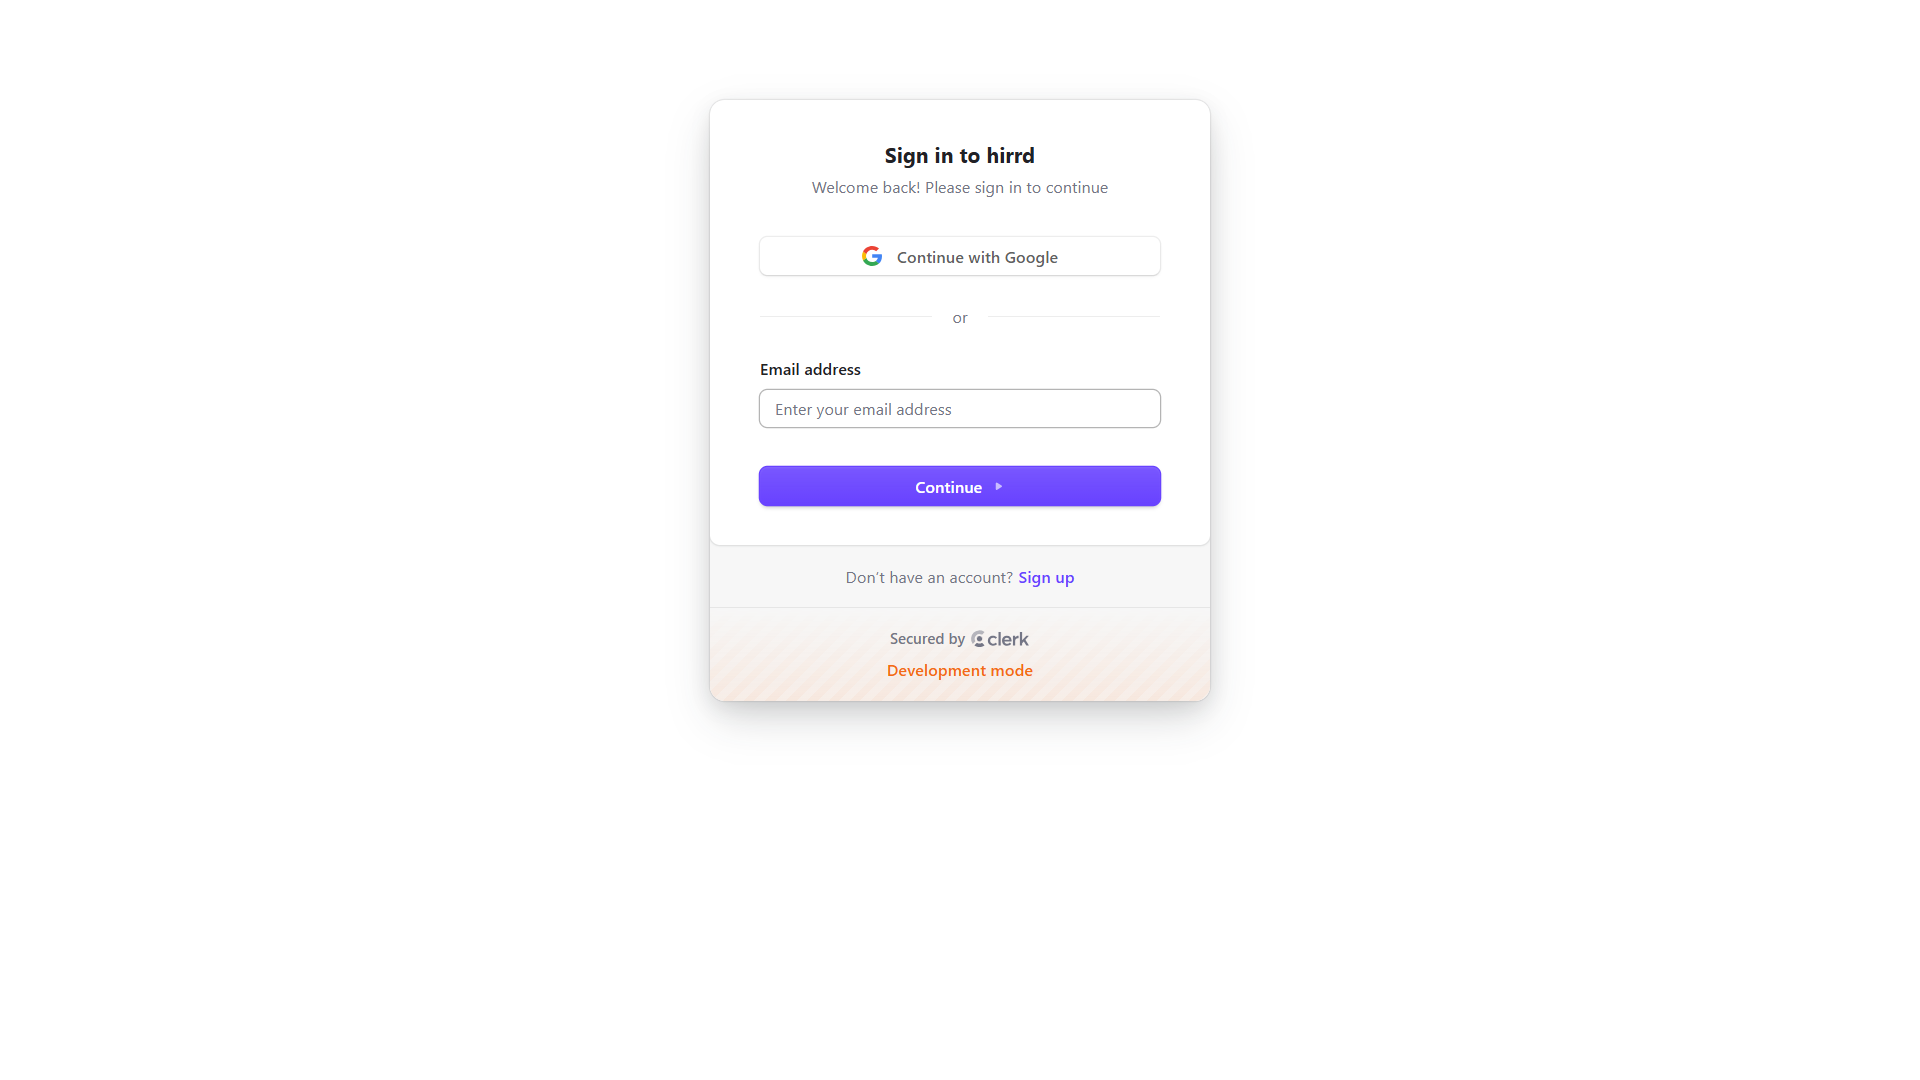 Sign in to hirrd
Welcome back! Please sign in to continue
Continue with Google
or
Email address
Enter your email address
Continue
Don't have an account? Sign up
Secured by clerk
Development mode